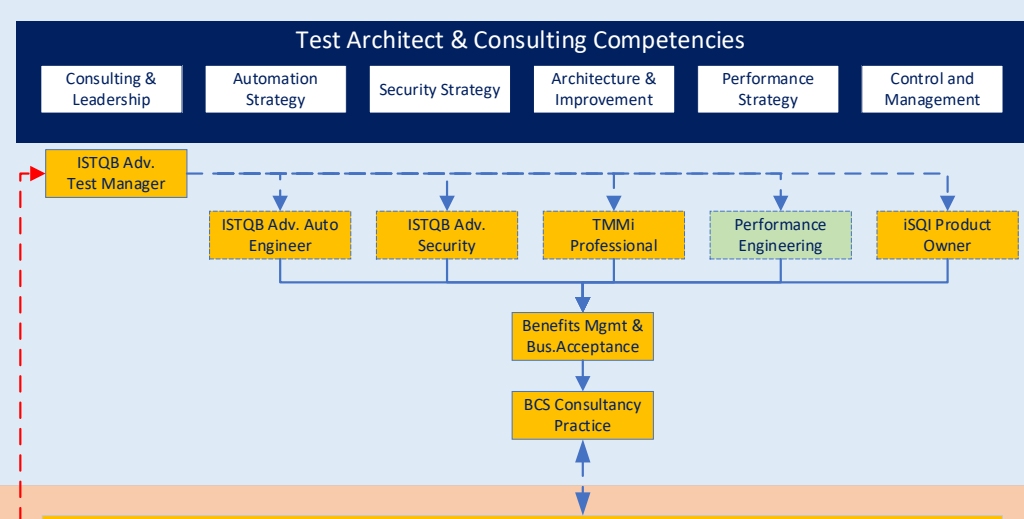 Test Architect & Consulting Competencies
Consulting &
Leadership
Automation
Strategy
Security Strategy
Architecture &
Improvement
Performance
Strategy
Control and
Management
ISTQB Adv.
Test Manager
ISTQB Adv. Auto
Engineer
ISTQB Adv.
Security
TMMi
Professional
Performance
Engineering
iSQI Product
Owner
Benefits Mgmt &
Bus.Acceptance
BCS Consultancy
Practice